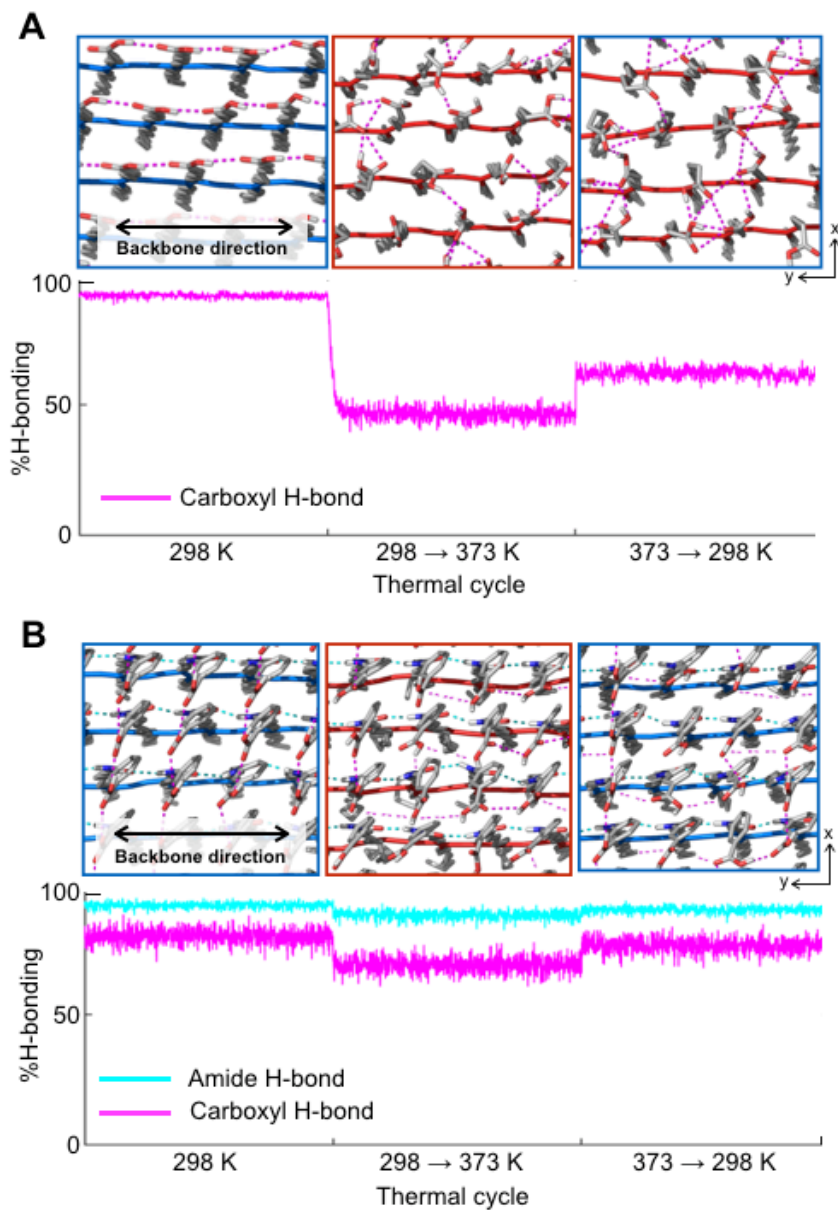 A
Backbone direction
x
y
100
50
0
%H-bonding
Carboxyl H-bond
298 K
298 → 373 K
373 → 298 K
Thermal cycle
B
Backbone direction
x
y
100
50
0
%H-bonding
Amide H-bond
Carboxyl H-bond
298 K
298 → 373 K
373 → 298 K
Thermal cycle